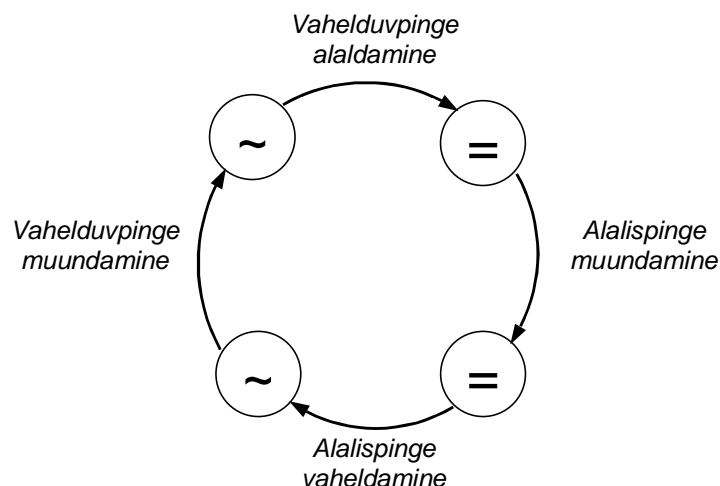 Vahelduvpinge
alaldamine
~
=
Vahelduvpinge
muundamine
Alalispinge
muundamine
~
=
Alalispinge
vaheldamine